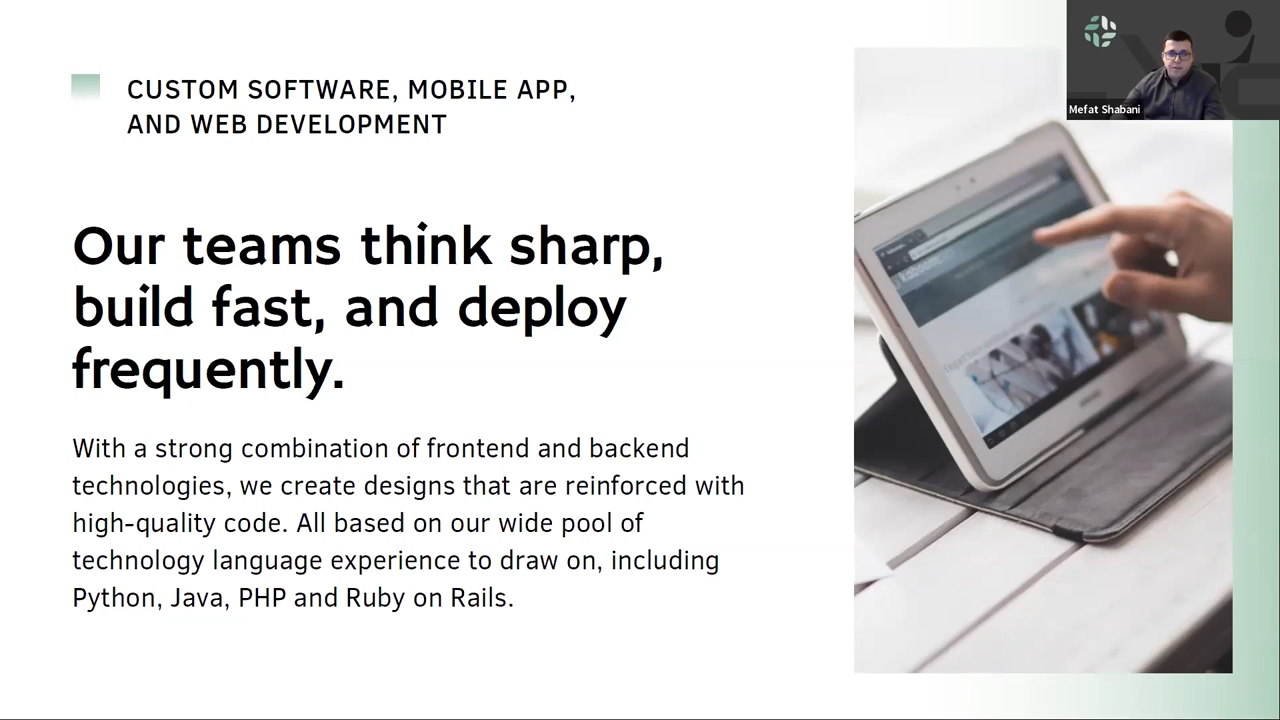 CUSTOM SOFTWARE, MOBILE APP,
AND WEB DEVELOPMENT
Our teams think sharp,
build fast, and deploy
frequently.
With a strong combination of frontend and backend
technologies, we create designs that are reinforced with
high-quality code. All based on our wide pool of
technology language experience to draw on, including
Python, Java, PHP and Ruby on Rails.
Mefat Shabani